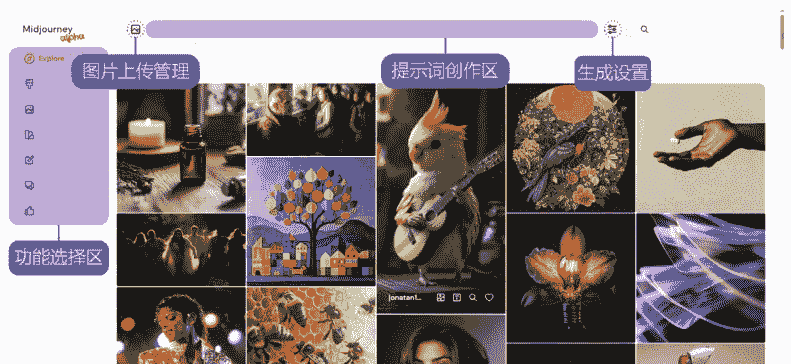 Midjourney
alpha
Explore
图片上传管理
提示词创作区
生成设置
功能选择区
jonatan1...